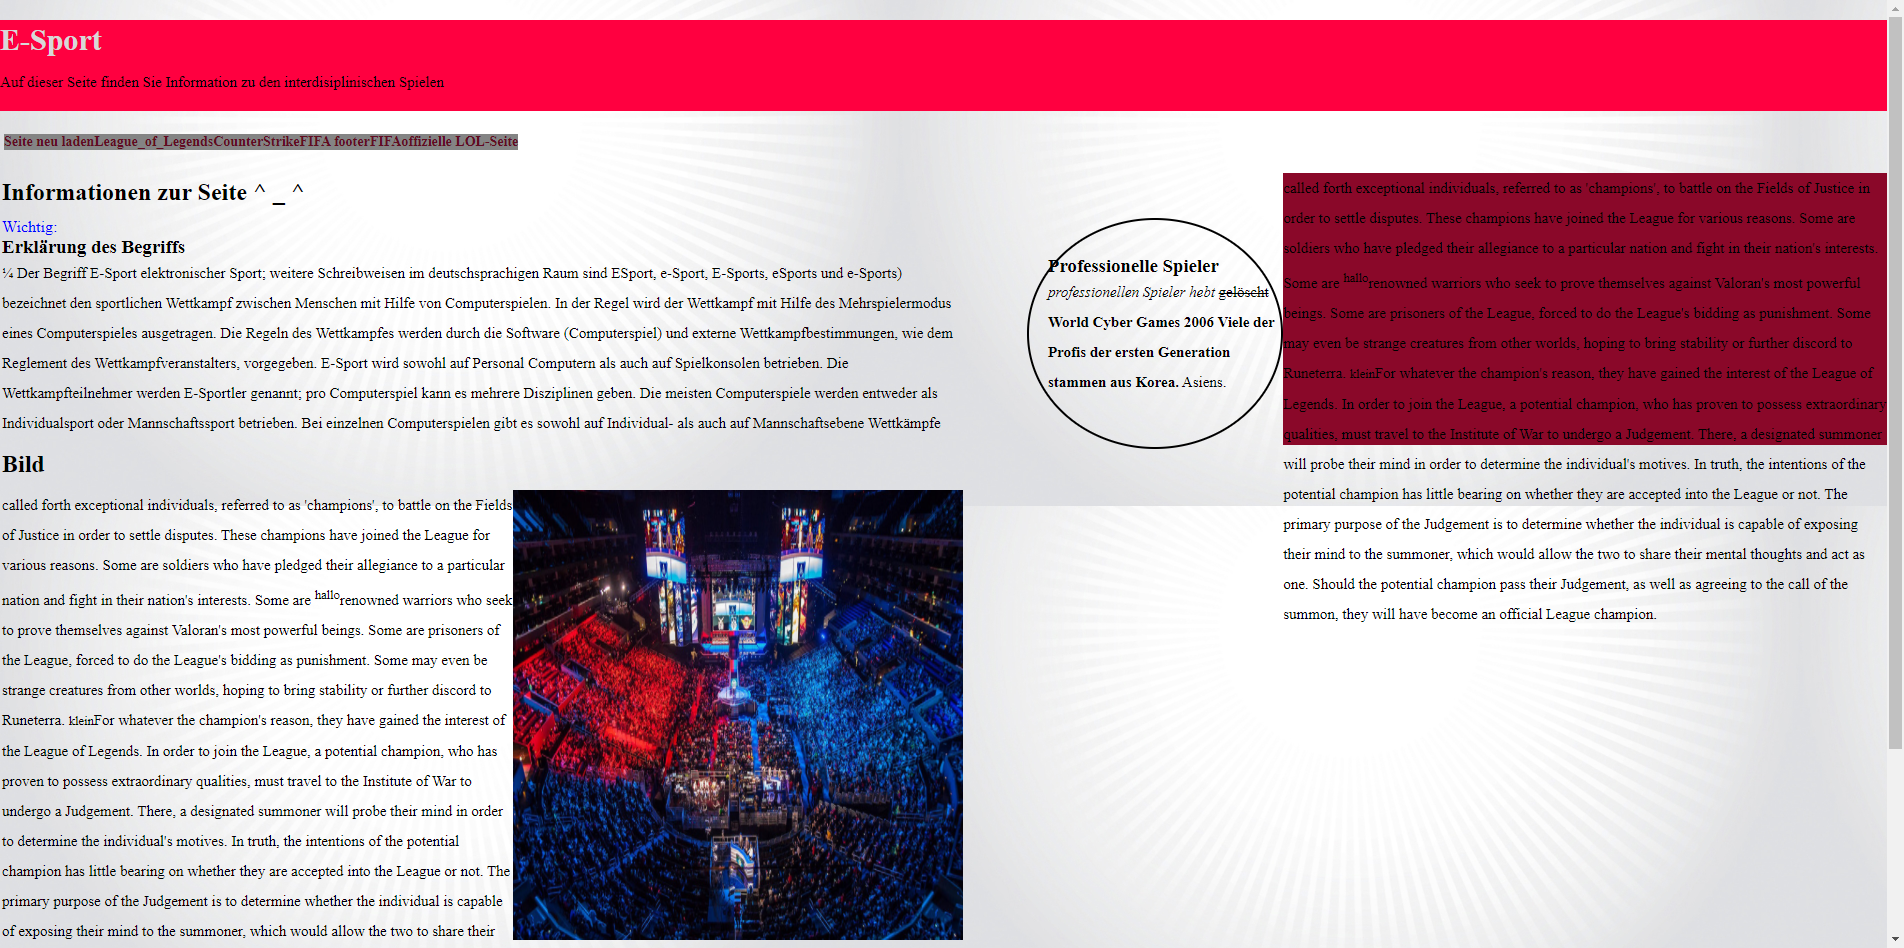 E-Sport
Auf dieser Seite finden Sie Information zu den interdisiplinischen Spielen
Seite neu ladenLeague_of_LegendsCounterStrikeFIFA footerFIFAoffizielle LOL-Seite
Informationen zur Seite ^ _ ^
Wichtig:
Erklärung des Begriffs
¼ Der Begriff E-Sport elektronischer Sport; weitere Schreibweisen im deutschsprachigen Raum sind ESport, e-Sport, E-Sports, eSports und e-Sports)
bezeichnet den sportlichen Wettkampf zwischen Menschen mit Hilfe von Computerspielen. In der Regel wird der Wettkampf mit Hilfe des Mehrspielermodus
eines Computerspieles ausgetragen. Die Regeln des Wettkampfes werden durch die Software (Computerspiel) und externe Wettkampfbestimmungen, wie dem
Reglement des Wettkampfveranstalters, vorgegeben. E-Sport wird sowohl auf Personal Computern als auch auf Spielkonsolen betrieben. Die
Wettkampfteilnehmer werden E-Sportler genannt; pro Computerspiel kann es mehrere Disziplinen geben. Die meisten Computerspiele werden entweder als
Individualsport oder Mannschaftssport betrieben. Bei einzelnen Computerspielen gibt es sowohl auf Individual- als auch auf Mannschaftsebene Wettkämpfe
Bild
called forth exceptional individuals, referred to as 'champions', to battle on the Fields
of Justice in order to settle disputes. These champions have joined the League for
various reasons. Some are soldiers who have pledged their allegiance to a particular
nation and fight in their nation's interests. Some are hallorenowned warriors who seek
to prove themselves against Valoran's most powerful beings. Some are prisoners of
the League, forced to do the League's bidding as punishment. Some may even be
strange creatures from other worlds, hoping to bring stability or further discord to
Runeterra. kleinFor whatever the champion's reason, they have gained the interest of
the League of Legends. In order to join the League, a potential champion, who has
proven to possess extraordinary qualities, must travel to the Institute of War to
undergo a Judgement. There, a designated summoner will probe their mind in order
to determine the individual's motives. In truth, the intentions of the potential
champion has little bearing on whether they are accepted into the League or not. The
primary purpose of the Judgement is to determine whether the individual is capable
of exposing their mind to the summoner, which would allow the two to share their
Professionelle Spieler
professionellen Spieler hebt gelöscht
World Cyber Games 2006 Viele der
Profis der ersten Generation
stammen aus Korea. Asiens.
called forth exceptional individuals, referred to as 'champions', to battle on the Fields of Justice in
order to settle disputes. These champions have joined the League for various reasons. Some are
soldiers who have pledged their allegiance to a particular nation and fight in their nation's interests.
Some are hallorenowned warriors who seek to prove themselves against Valoran's most powerful
beings. Some are prisoners of the League, forced to do the League's bidding as punishment. Some
may even be strange creatures from other worlds, hoping to bring stability or further discord to
Runeterra. kleinFor whatever the champion's reason, they have gained the interest of the League of
Legends. In order to join the League, a potential champion, who has proven to possess extraordinary
qualities, must travel to the Institute of War to undergo a Judgement. There, a designated summoner
will probe their mind in order to determine the individual's motives. In truth, the intentions of the
potential champion has little bearing on whether they are accepted into the League or not. The
primary purpose of the Judgement is to determine whether the individual is capable of exposing
their mind to the summoner, which would allow the two to share their mental thoughts and act as
one. Should the potential champion pass their Judgement, as well as agreeing to the call of the
summon, they will have become an official League champion.